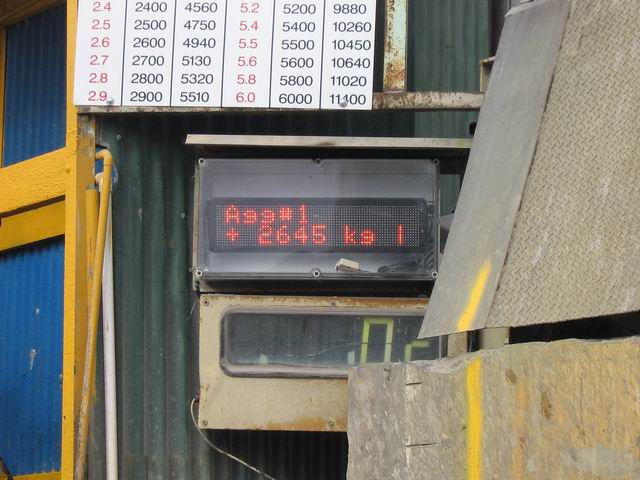 2.4 2400 4560 5.2 5200 9880
2.5 2500 4750 5.4 5400 10260
2.6 2600 4940 5.5 5500 10450
2.7 2700 5130 5.6 5600 10640
2.8 2800 5320 5.8 5800 11020
2.9 2900 5510 6.0 6000 11400
Agg#1
+ 2645 kg